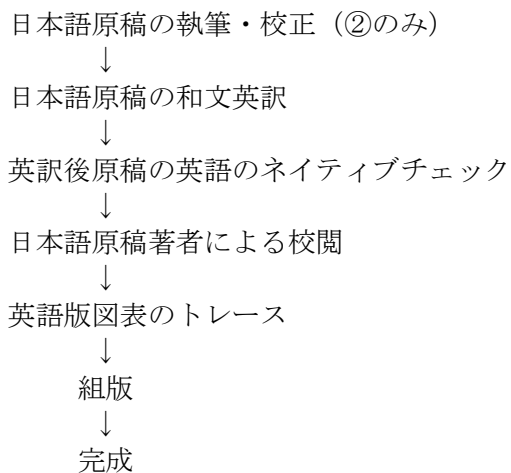 日本語原稿の執筆・校正（②のみ）
↓
日本語原稿の和文英訳
↓
英訳後原稿の英語のネイティブチェック
↓
日本語原稿著者による校閲
↓
英語版図表のトレース
↓
組版
↓
完成